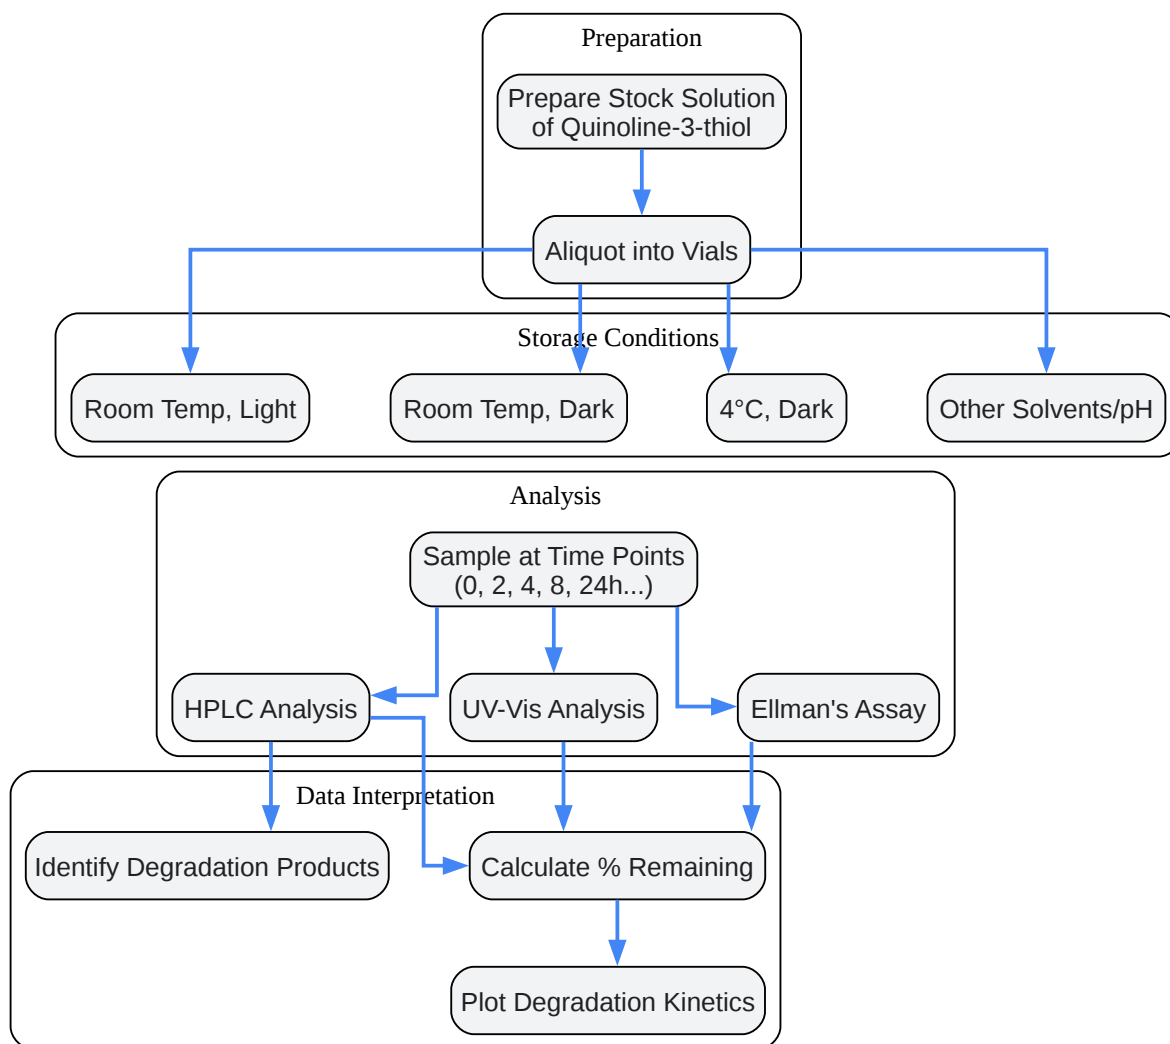 Preparation
Prepare Stock Solution
of Quinoline-3-thiol
Aliquot into Vials
Storage Conditions
Room Temp, Light
Room Temp, Dark
4°C, Dark
Other Solvents/pH
Analysis
Sample at Time Points
(0, 2, 4, 8, 24h...)
HPLC Analysis
UV-Vis Analysis
Ellman's Assay
Data Interpretation
Identify Degradation Products
Calculate % Remaining
Plot Degradation Kinetics